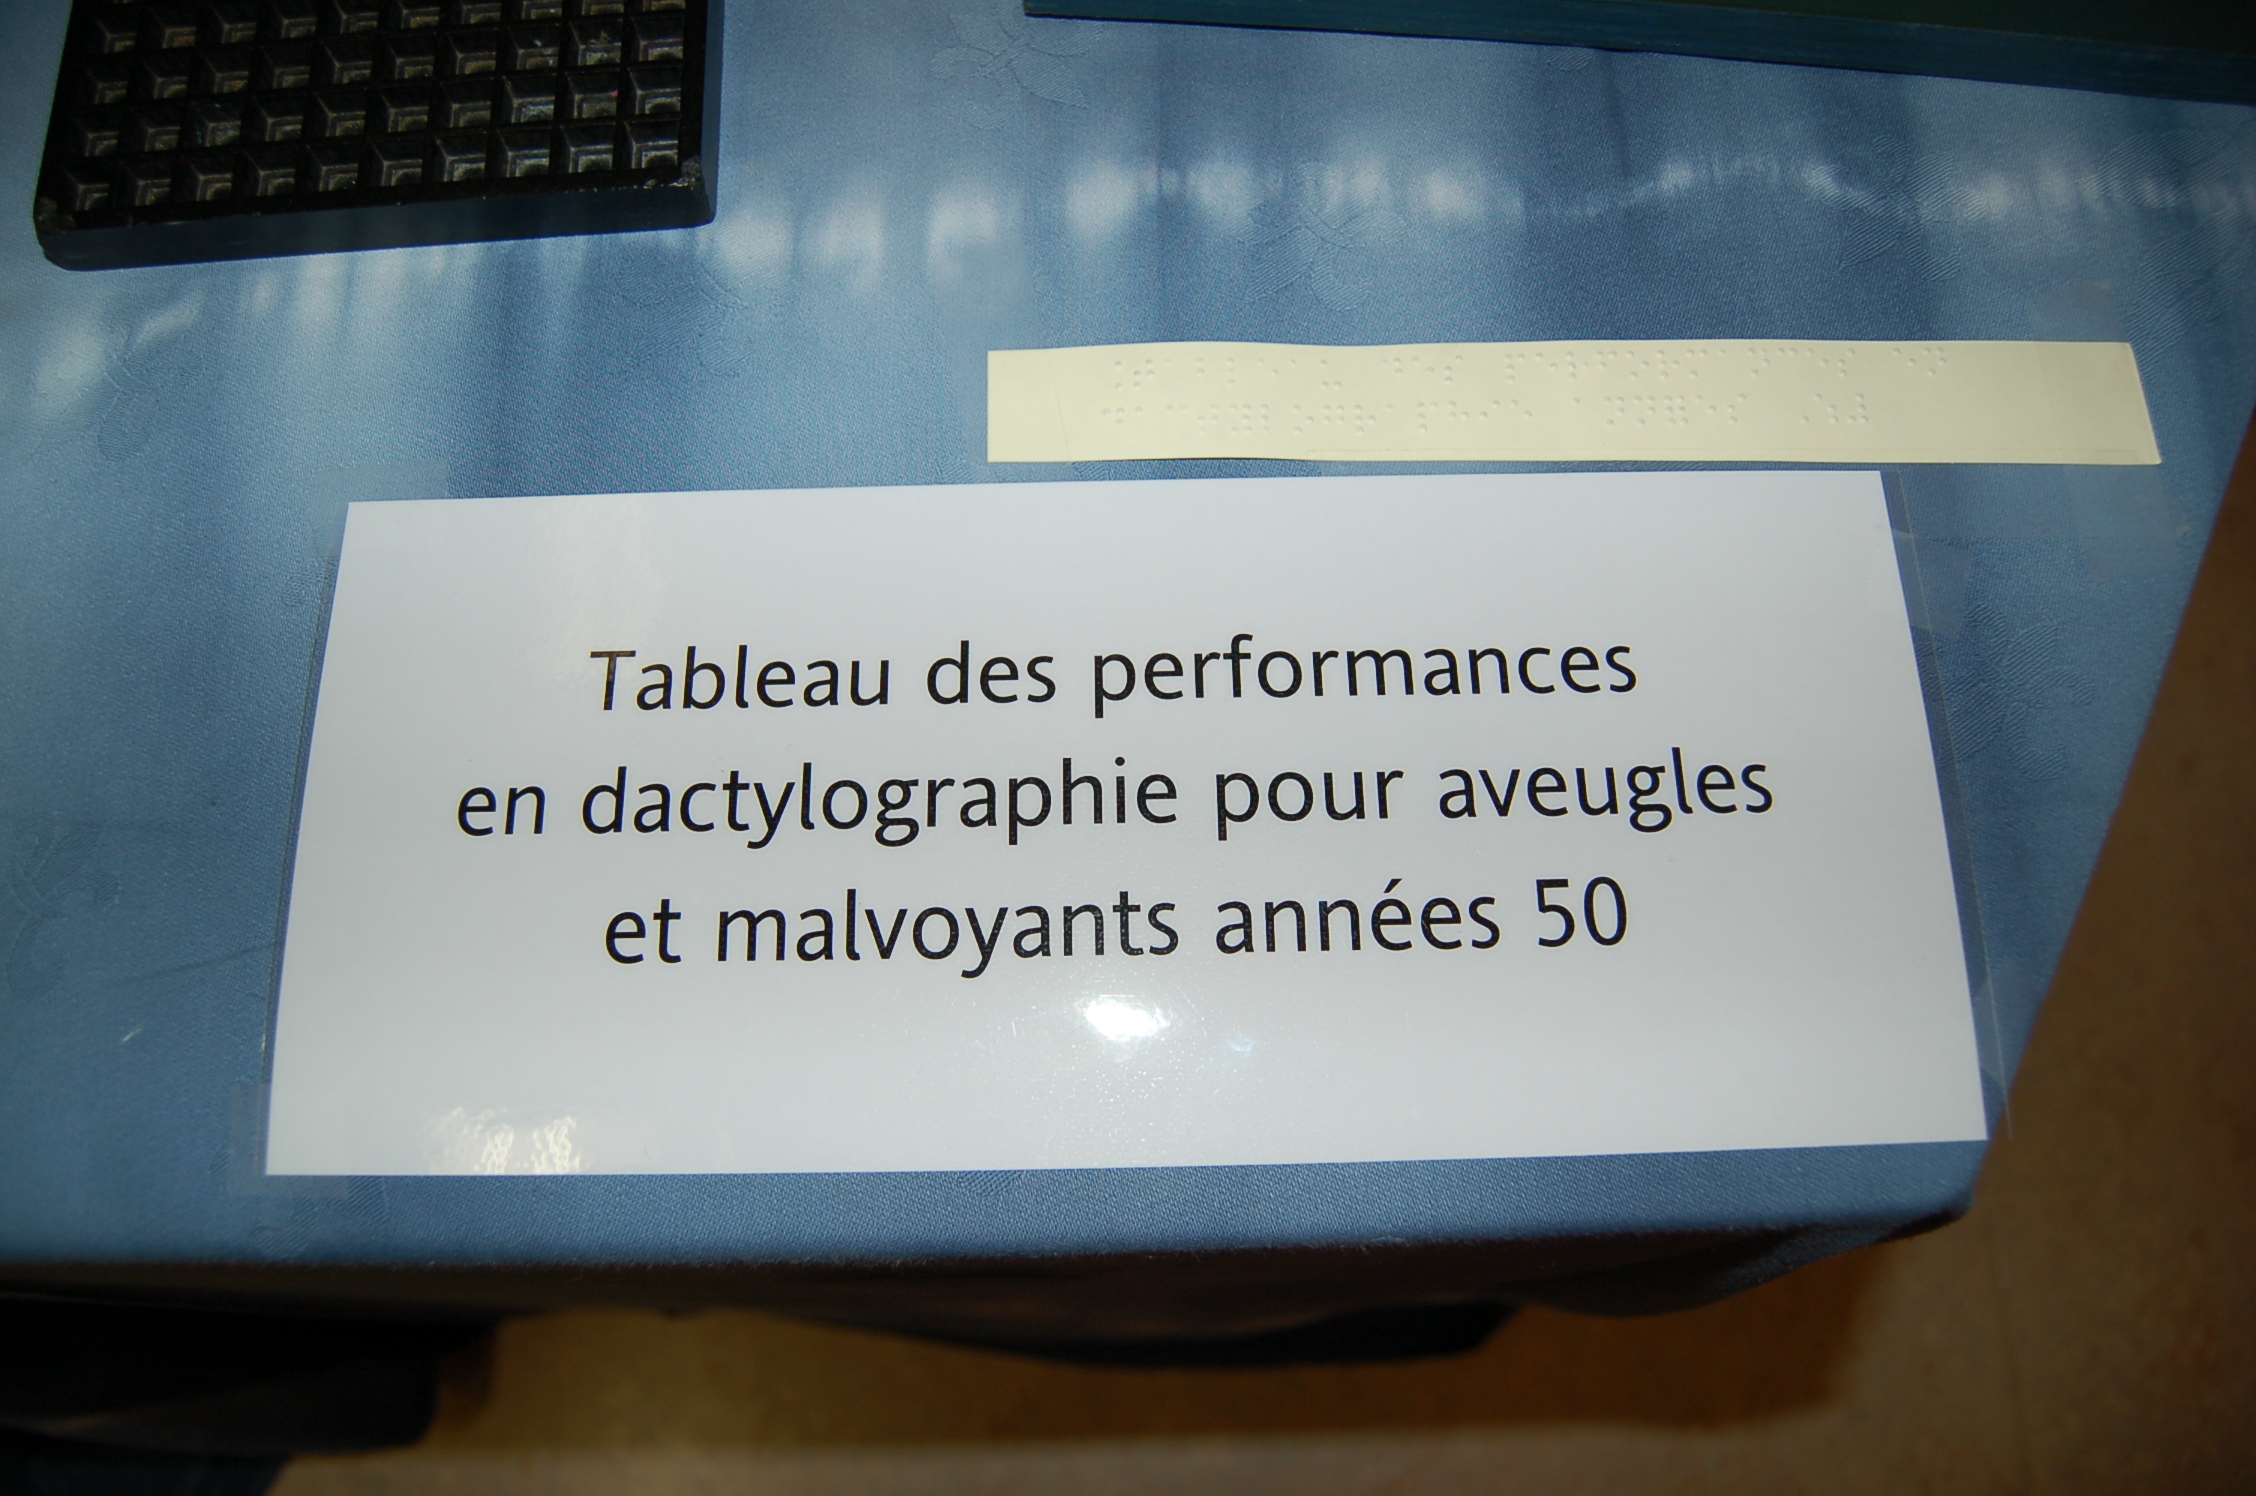 Tableau des performances
en dactylographie pour aveugles
et malvoyants années 50